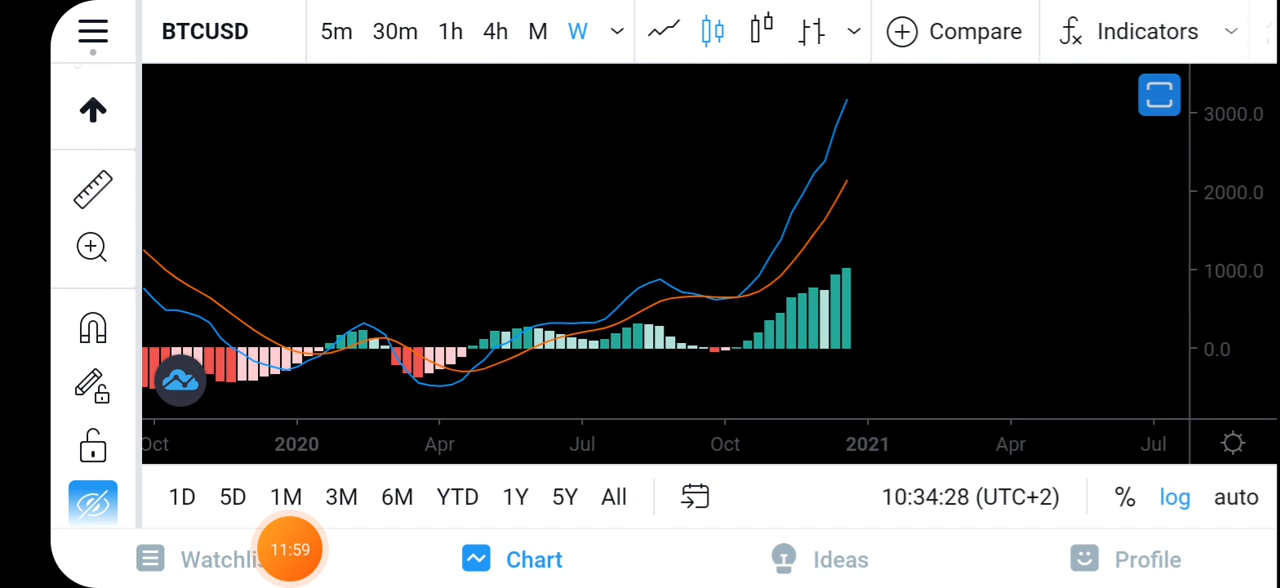 BTCUSD 5m 30m 1h 4h M W Compare Indicators
3000.0
2000.0
1000.0
0.0
Oct 2020 Apr Jul Oct 2021 Apr Jul
1D 5D 1M 3M 6M YTD 1Y 5Y All 10:34:28 (UTC+2) % log auto
Watchli 11:59 Chart Ideas Profile